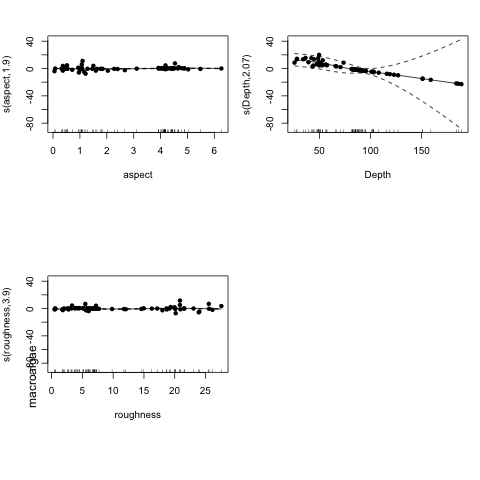 s(aspect,1.9)
40
0
-40
-80
0 1 2 3 4 5 6
aspect
s(Depth,2.07)
40
0
-40
-80
50 100 150
Depth
s(roughness,3.9)
40
0
-40
-80
0 5 10 15 20 25
roughness
macroalgae